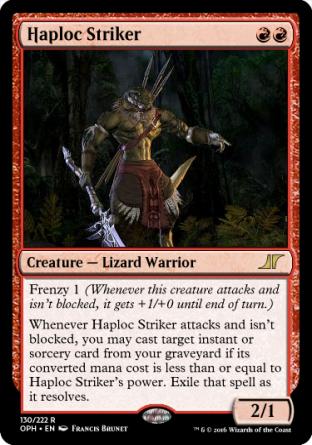 Haploc Striker
Creature — Lizard Warrior
Frenzy 1 (Whenever this creature attacks and
isn't blocked, it gets +1/+0 until end of turn.)
Whenever Haploc Striker attacks and isn't
blocked, you may cast target instant or
sorcery card from your graveyard if its
converted mana cost is less than or equal to
Haploc Striker's power. Exile that spell as
it resolves.
2/1
130/222 R
OPH • EN Francis Brunet
™ & © 2016 Wizards of the Coast